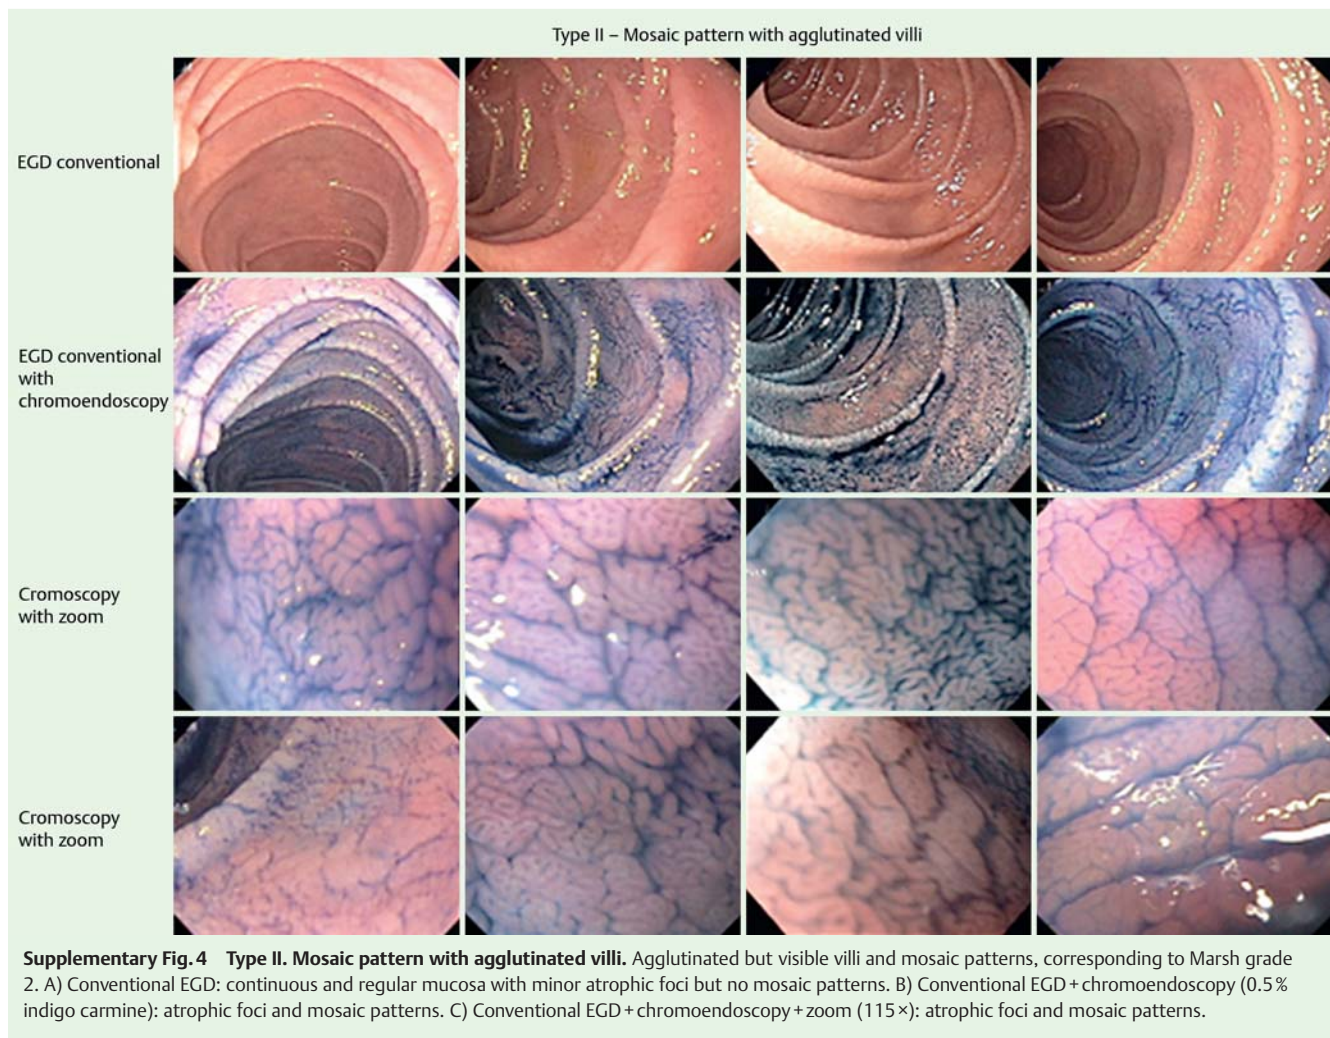 Type II – Mosaic pattern with agglutinated villi
EGD conventional
EGD conventional
with
chromoendoscopy
Cromoscopy
with zoom
Cromoscopy
with zoom
Supplementary Fig. 4 Type II. Mosaic pattern with agglutinated villi. Agglutinated but visible villi and mosaic patterns, corresponding to Marsh grade
2. A) Conventional EGD: continuous and regular mucosa with minor atrophic foci but no mosaic patterns. B) Conventional EGD + chromoendoscopy (0.5 %
indigo carmine): atrophic foci and mosaic patterns. C) Conventional EGD + chromoendoscopy + zoom (115 ×): atrophic foci and mosaic patterns.